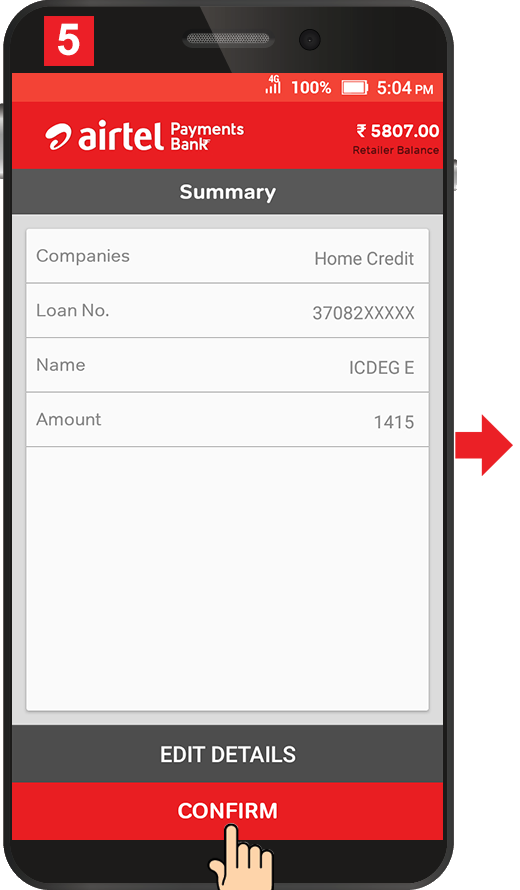 5
4G
100%
5:04 PM
airtel Payments Bank
₹ 5807.00
Retailer Balance
Summary
Companies Home Credit
Loan No. 37082XXXXX
Name ICDEG E
Amount 1415
EDIT DETAILS
CONFIRM